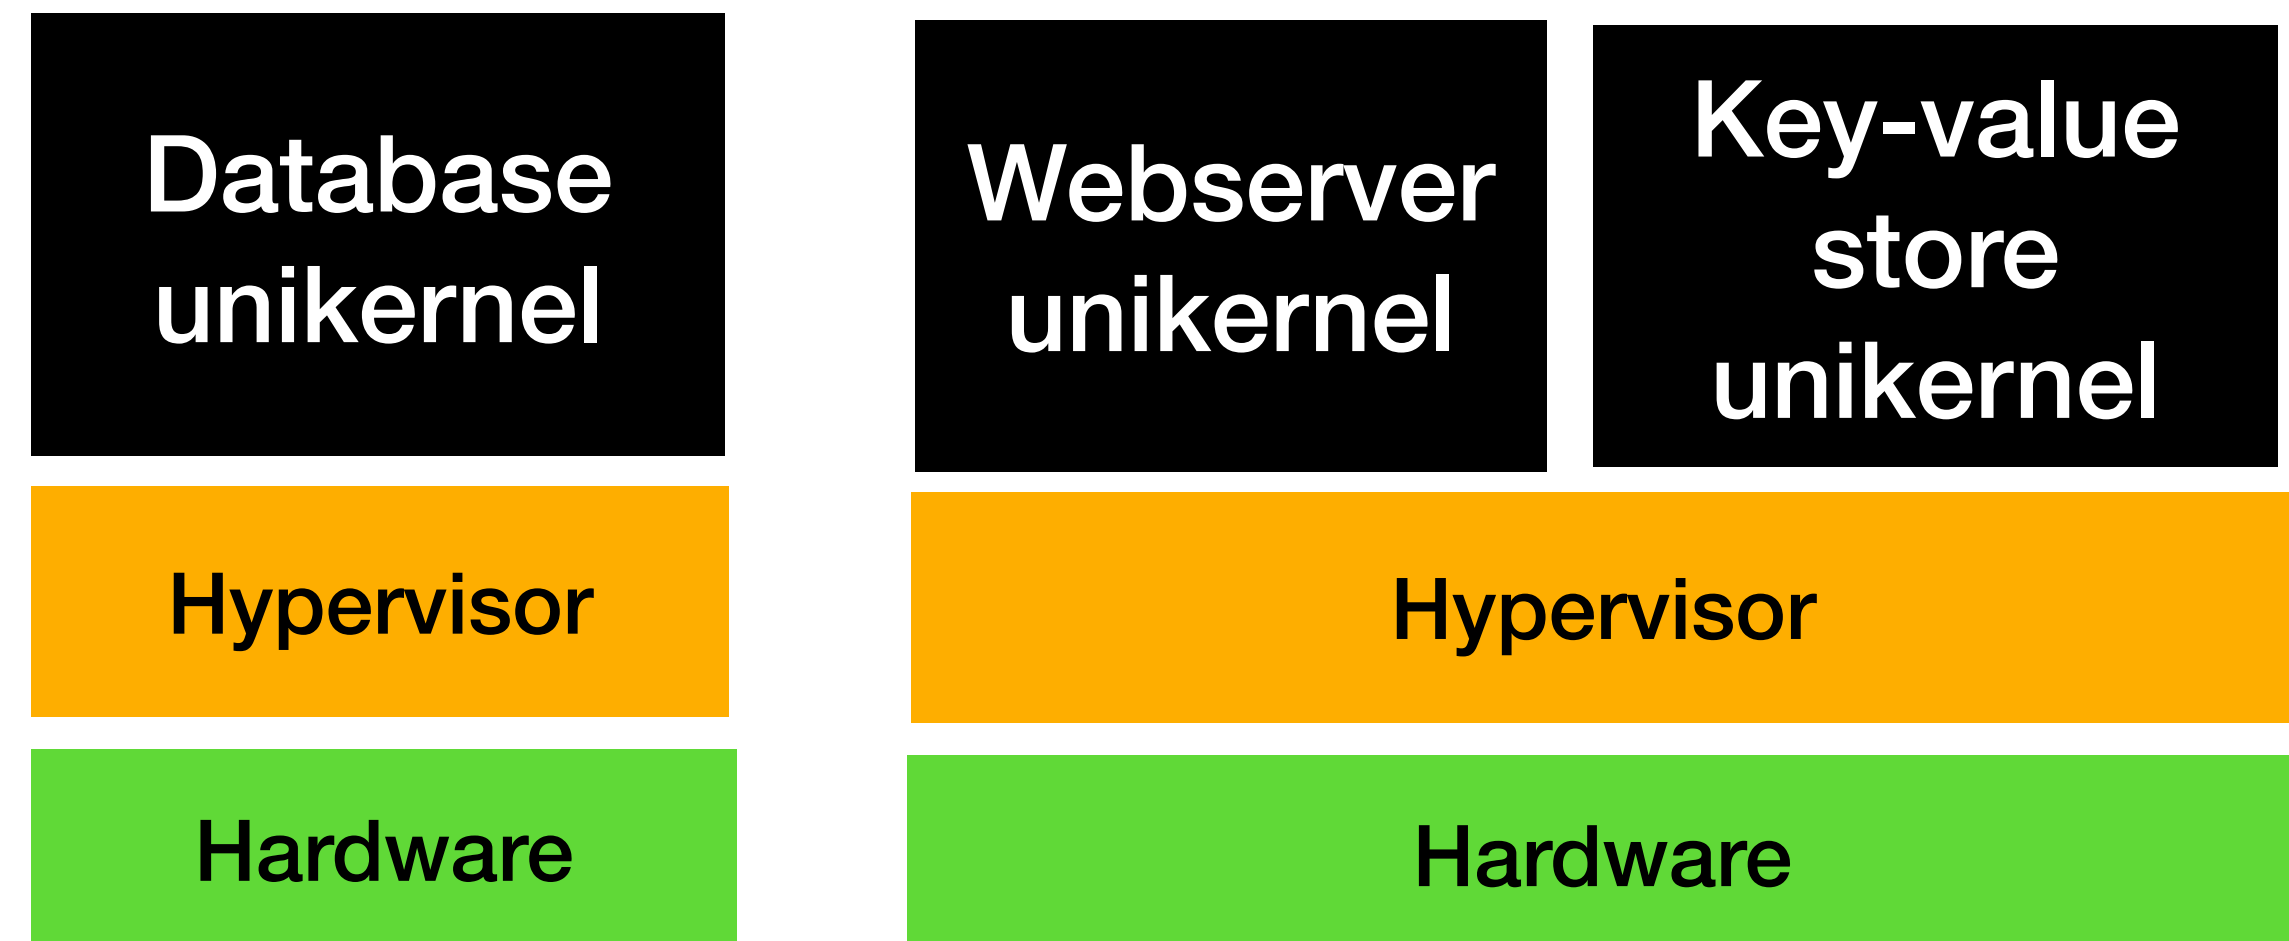 Database
unikernel
Webserver
unikernel
Key-value
store
unikernel
Hypervisor
Hypervisor
Hardware
Hardware